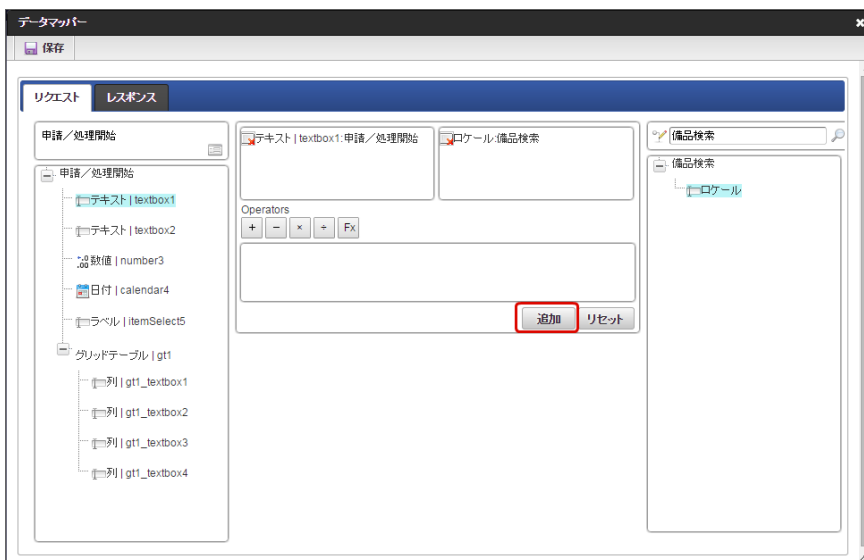 データマッパー
保存
リクエスト レスポンス
申請／処理開始
申請／処理開始
テキスト | textbox1
テキスト | textbox2
数値 | number3
日付 | calendar4
ラベル | itemSelect5
グリッドテーブル | gt1
列 | gt1_textbox1
列 | gt1_textbox2
列 | gt1_textbox3
列 | gt1_textbox4
テキスト | textbox1:申請／処理開始
ロケール:備品検索
Operators
+ − × ÷ Fx
追加 リセット
備品検索
備品検索
ロケール